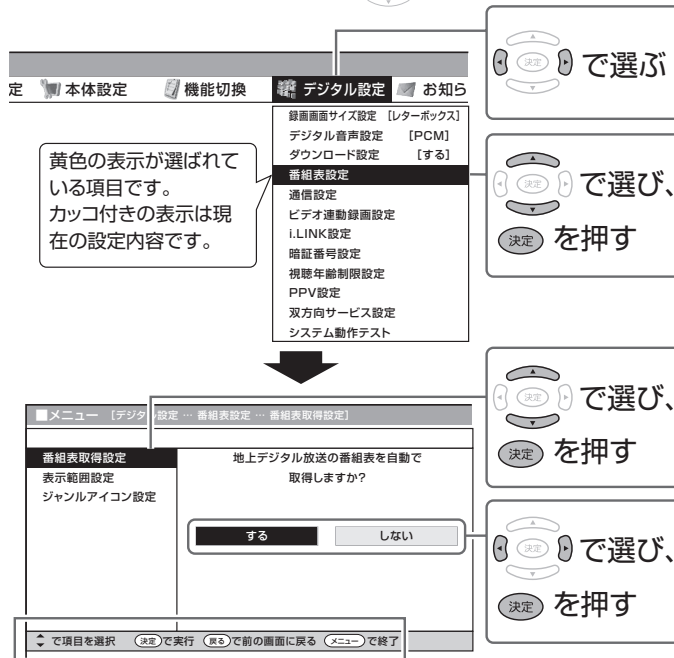 で選ぶ
定 本体設定 機能切換 デジタル設定 お知ら
録画画面サイズ設定 [レターボックス]
デジタル音声設定 [PCM]
ダウンロード設定 [する]
番組表設定
通信設定
ビデオ連動録画設定
i.LINK設定
暗証番号設定
視聴年齢制限設定
PPV設定
双方向サービス設定
システム動作テスト
黄色の表示が選ばれて
いる項目です。
カッコ付きの表示は現
在の設定内容です。
決定
決定
で選び、
決定 を押す
■メニュー [デジタル設定 … 番組表設定 … 番組表取得設定]
番組表取得設定
表示範囲設定
ジャンルアイコン設定
地上デジタル放送の番組表を自動で
取得しますか?
する しない
決定
で選び、
決定 を押す
決定
で選び、
決定 を押す
で項目を選択 決定で実行 戻るで前の画面に戻る メニューで終了